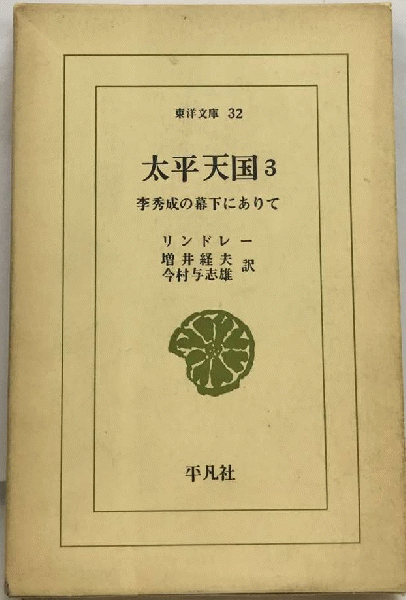 東洋文庫 32
太平天国 3
李秀成の幕下にありて
リンドレー
増井経夫
今村与志雄 訳
平凡社